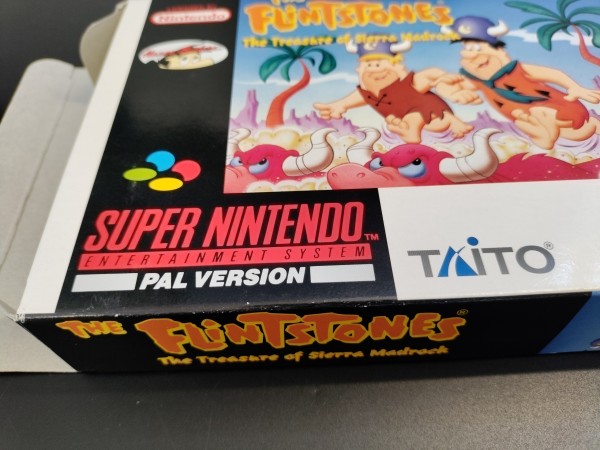 Nintendo
THE
FLINTSTONES
The Treasure of Sierra Madrock
SUPER NINTENDO™
ENTERTAINMENT SYSTEM
PAL VERSION
TAITO®
THE FLINTSTONES®
The Treasure of Sierra Madrock